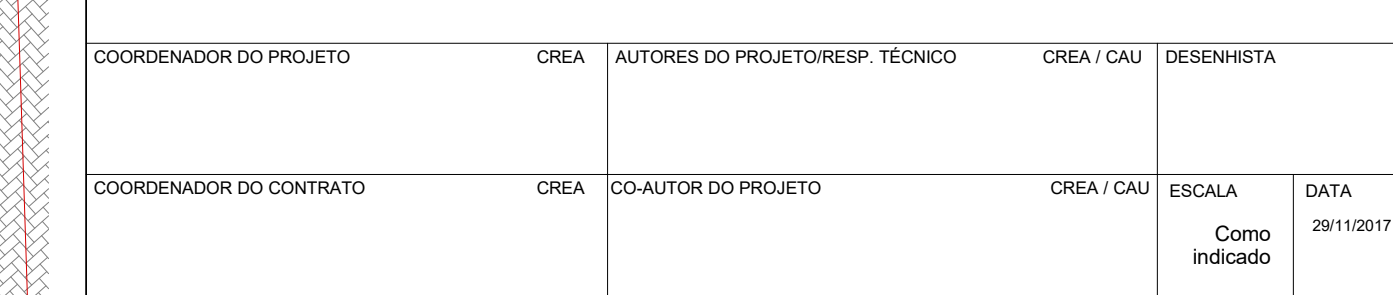 COORDENADOR DO PROJETO CREA
AUTORES DO PROJETO/RESP. TÉCNICO CREA / CAU
DESENHISTA
COORDENADOR DO CONTRATO CREA
CO-AUTOR DO PROJETO CREA / CAU
ESCALA
Como
indicado
DATA
29/11/2017